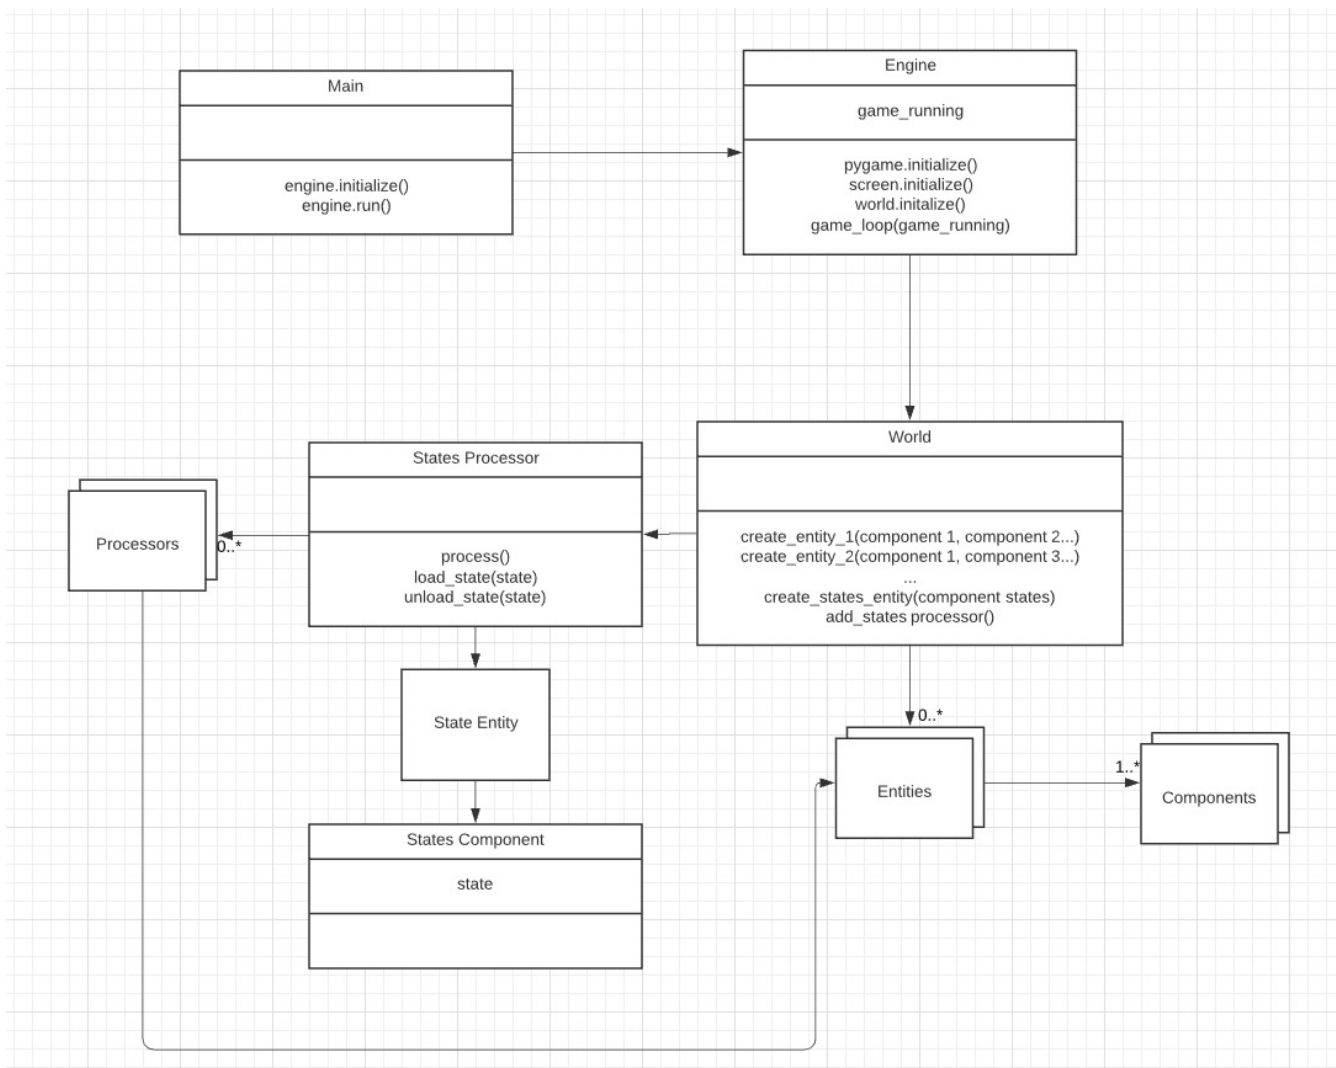 Main
engine.initialize()
engine.run()
Engine
game_running
pygame.initialize()
screen.initialize()
world.initalize()
game_loop(game_running)
World
create_entity_1(component 1, component 2...)
create_entity_2(component 1, component 3...)
...
create_states_entity(component states)
add_states processor()
States Processor
process()
load_state(state)
unload_state(state)
Processors
0..*
State Entity
States Component
state
0..*
Entities
1..*
Components